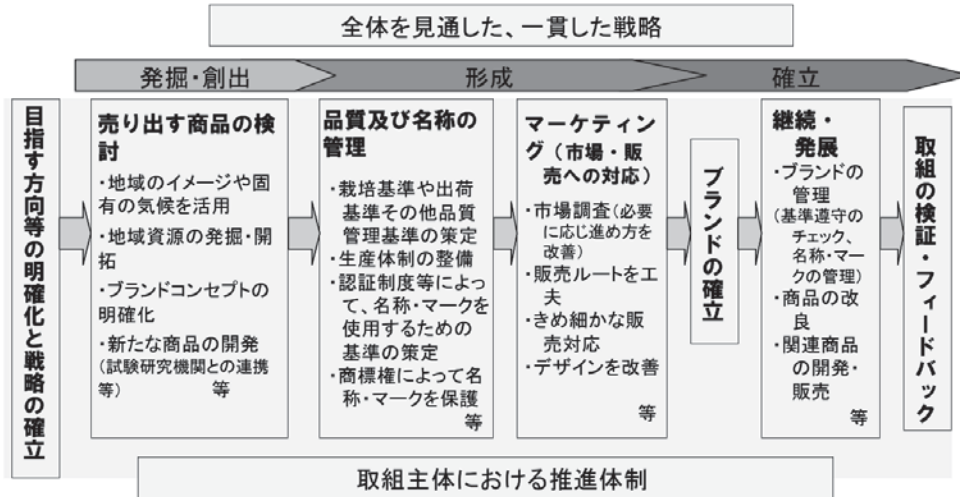 全体を見通した、一貫した戦略
発掘・創出
形成
確立
目指す方向等の明確化と戦略の確立
売り出す商品の検
討
・地域のイメージや固
有の気候を活用
・地域資源の発掘・開
拓
・ブランドコンセプトの
明確化
・新たな商品の開発
(試験研究機関との連携
等) 等
品質及び名称の
管理
・栽培基準や出荷
基準その他品質
管理基準の策定
・生産体制の整備
・認証制度等によっ
て、名称・マークを
使用するための
基準の策定
・商標権によって名
称・マークを保護
等
マーケティン
グ(市場・販
売への対応)
・市場調査(必要
に応じ進め方を
改善)
・販売ルートを工
夫
・きめ細かな販
売対応
・デザインを改善
等
ブランドの確立
継続・
発展
・ブランドの
管理
(基準遵守の
チェック、
名称・マー
クの管理)
・商品の改
良
・関連商品
の開発・
販売
等
取組の検証・フィードバック
取組主体における推進体制